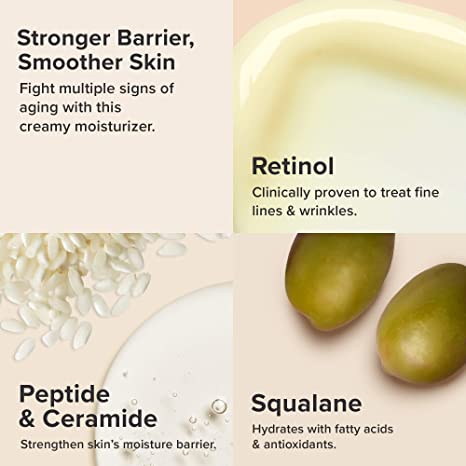 Stronger Barrier,
Smoother Skin
Fight multiple signs of
aging with this
creamy moisturizer.
Retinol
Clinically proven to treat fine
lines & wrinkles.
Peptide
& Ceramide
Strengthen skin's moisture barrier.
Squalane
Hydrates with fatty acids
& antioxidants.